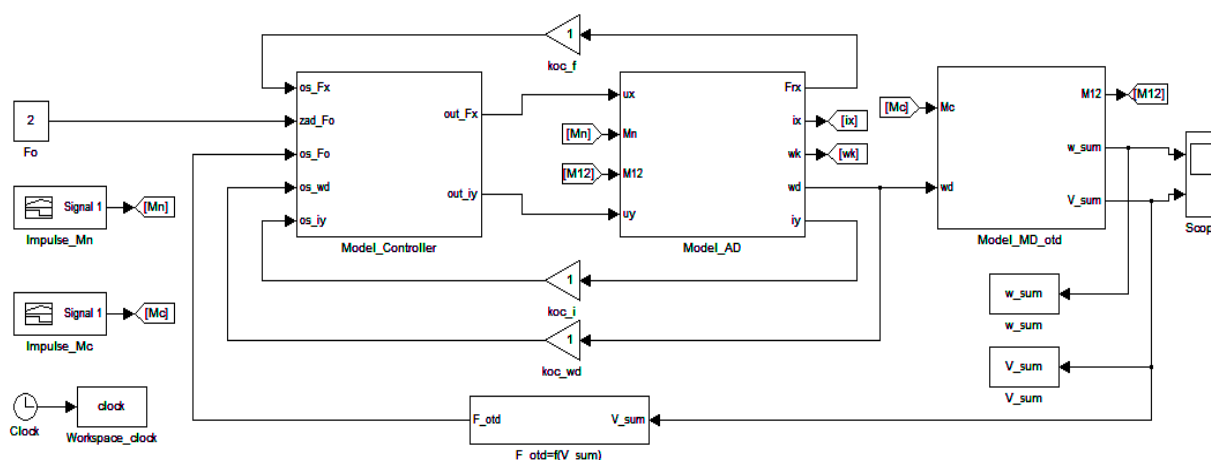 1
koc_f
2
Fo
Signal 1
[Mn]
Impulse_Mn
Signal 1
[Mc]
Impulse_Mc
Clock
clock
Workspace_clock
os_Fx
zad_Fo
os_Fo
os_wd
os_iy
out_Fx
out_iy
Model_Controller
[Mn]
[M12]
ux
Mn
M12
uy
Frx
ix
wk
wd
iy
Model_AD
[ix]
[wk]
[Mc]
Mc
wd
M12
w_sum
V_sum
Model_MD_otd
[M12]
Scop
1
koc_i
1
koc_wd
w_sum
w_sum
V_sum
V_sum
F_otd
V_sum
F_otd=f(V_sum)